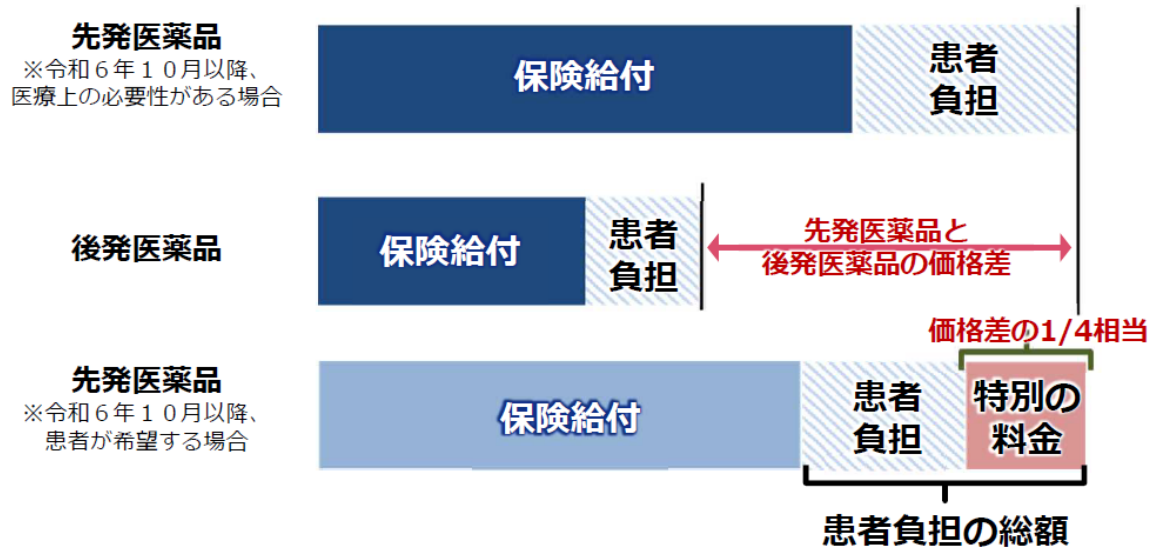 先発医薬品
※令和６年１０月以降、
医療上の必要性がある場合
保険給付
患者
負担
後発医薬品
保険給付
患者
負担
先発医薬品と
後発医薬品の価格差
価格差の1/4相当
先発医薬品
※令和６年１０月以降、
患者が希望する場合
保険給付
患者
負担
特別の
料金
患者負担の総額